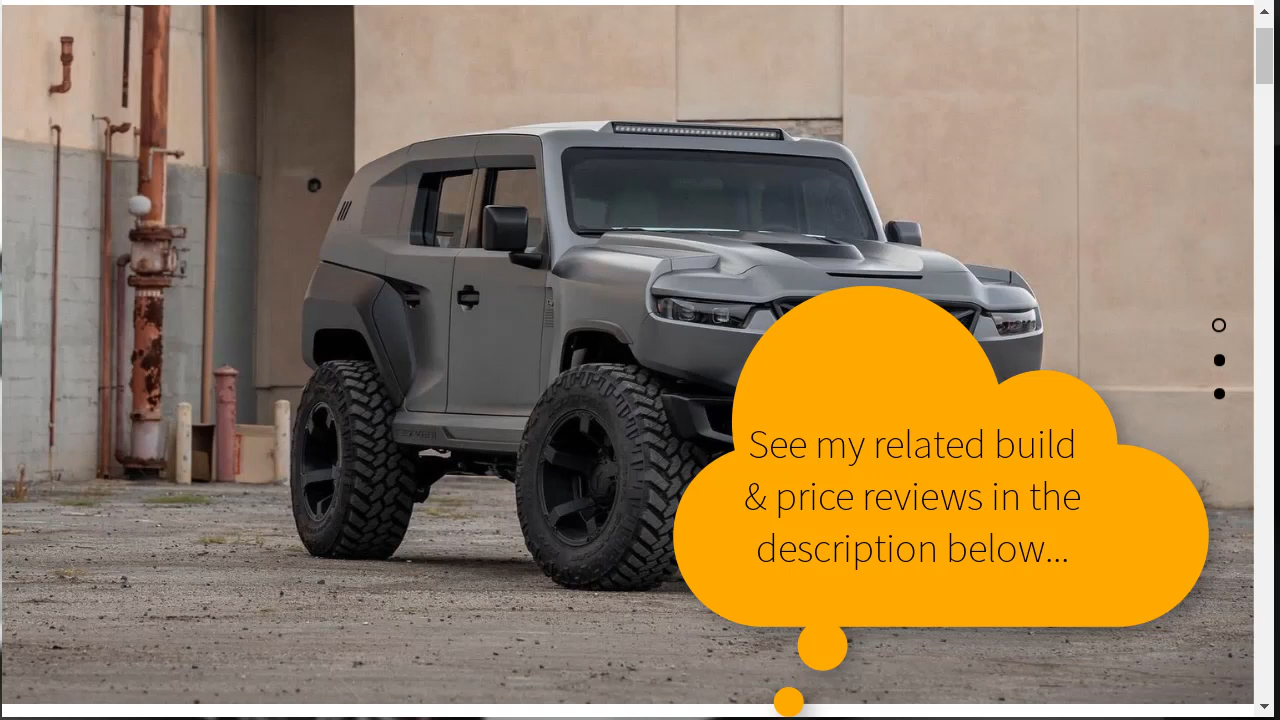 See my related build
& price reviews in the
description below...